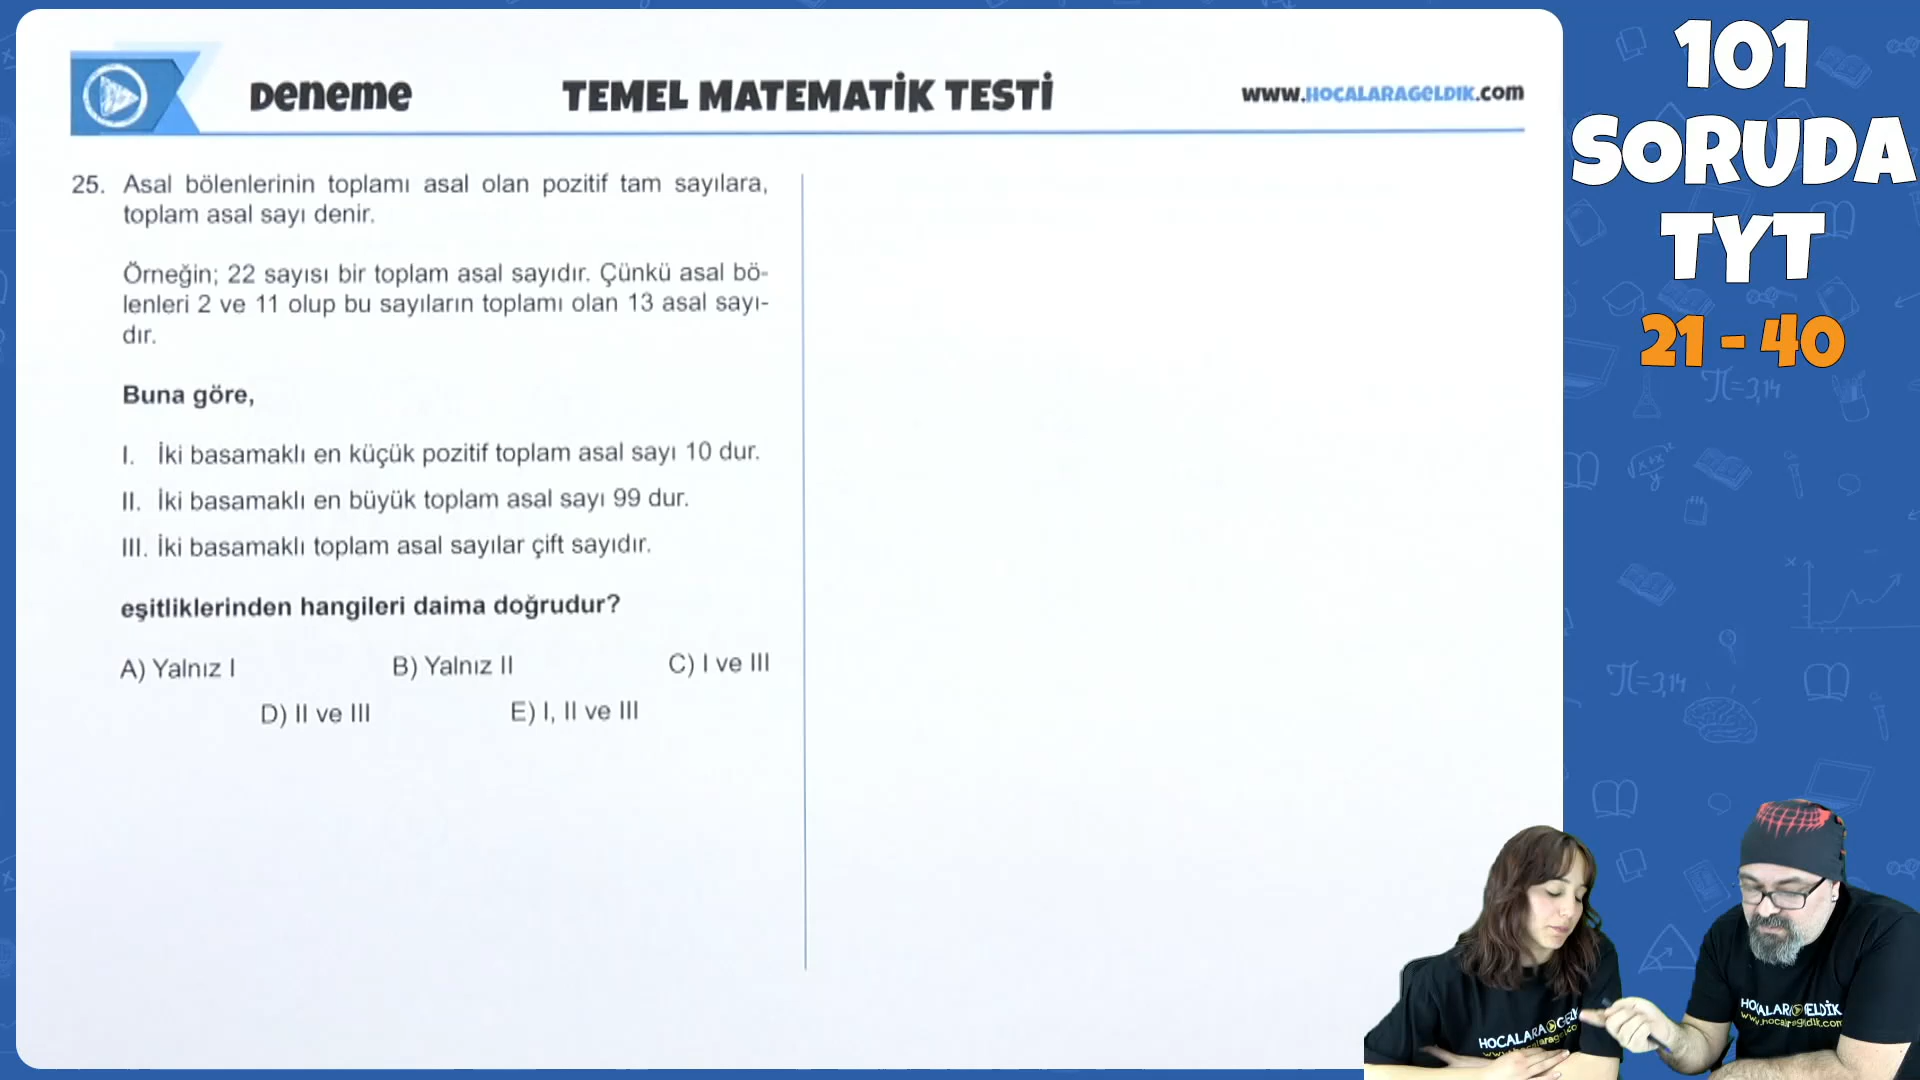 Deneme
TEMEL MATEMATİK TESTİ
www.HOCALARAGELDIK.com
25. Asal bölenlerinin toplamı asal olan pozitif tam sayılara,
toplam asal sayı denir.
Örneğin; 22 sayısı bir toplam asal sayıdır. Çünkü asal bö-
lenleri 2 ve 11 olup bu sayıların toplamı olan 13 asal sayı-
dır.
Buna göre,
I. İki basamaklı en küçük pozitif toplam asal sayı 10 dur.
II. İki basamaklı en büyük toplam asal sayı 99 dur.
III. İki basamaklı toplam asal sayılar çift sayıdır.
eşitliklerinden hangileri daima doğrudur?
A) Yalnız I
B) Yalnız II
C) I ve III
D) II ve III
E) I, II ve III
101
SORUDA
TYT
21 - 40
π=3,14
π=3,14
HOCALARA GELDİK
www.hocalarageldik.com